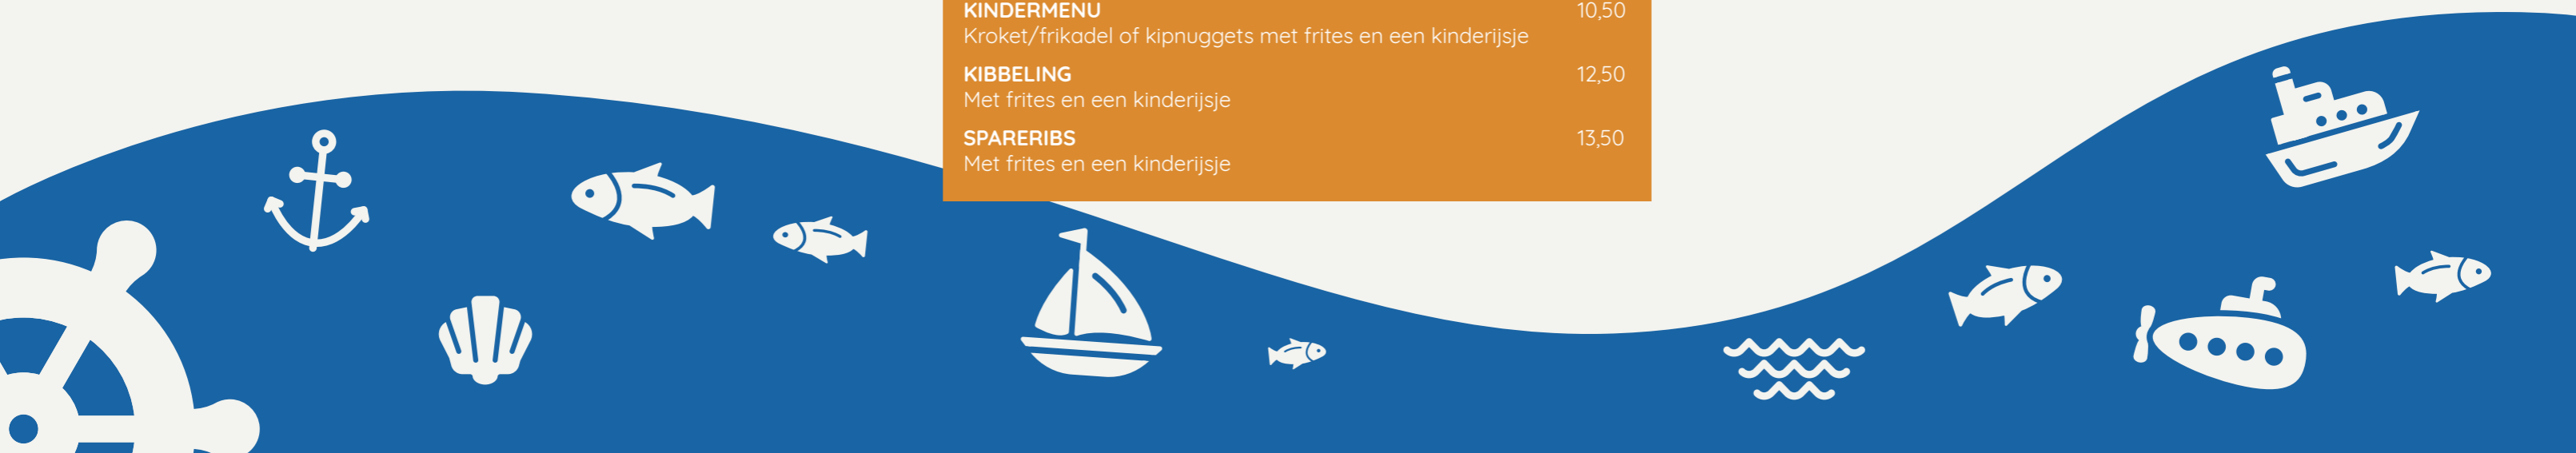 KINDERMENU 10,50
Kroket/frikadel of kipnuggets met frites en een kinderijsje
KIBBELING 12,50
Met frites en een kinderijsje
SPARERIBS 13,50
Met frites en een kinderijsje